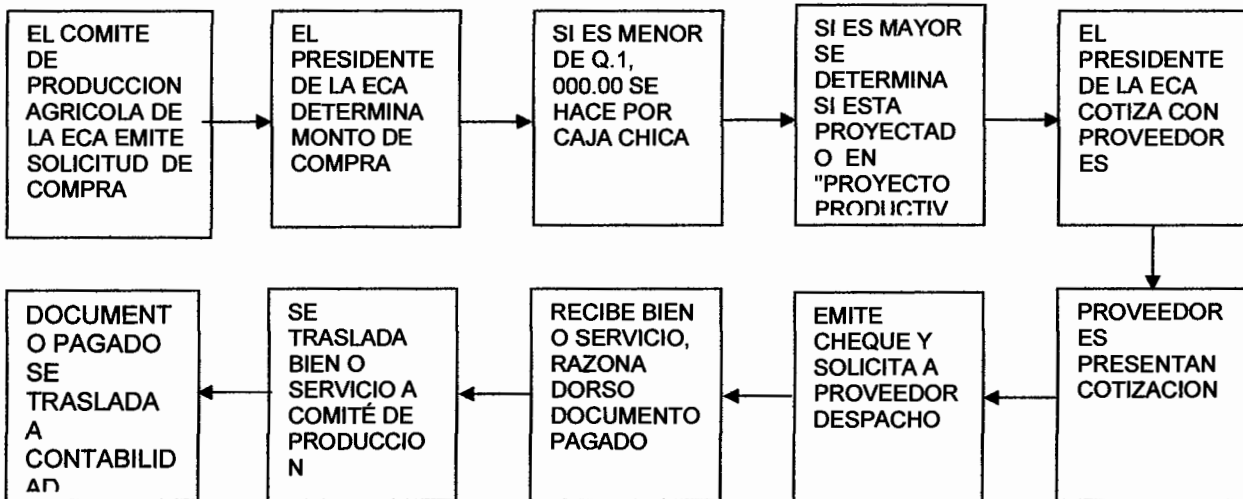 EL COMITE
DE
PRODUCCION
AGRICOLA DE
LA ECA EMITE
SOLICITUD DE
COMPRA
EL
PRESIDENTE
DE LA ECA
DETERMINA
MONTO DE
COMPRA
SI ES MENOR
DE Q.1,
000.00 SE
HACE POR
CAJA CHICA
SI ES MAYOR
SE
DETERMINA
SI ESTA
PROYECTAD
O EN
"PROYECTO
PRODUCTIV
EL
PRESIDENTE
DE LA ECA
COTIZA CON
PROVEEDOR
ES
PROVEEDOR
ES
PRESENTAN
COTIZACION
EMITE
CHEQUE Y
SOLICITA A
PROVEEDOR
DESPACHO
RECIBE BIEN
O SERVICIO,
RAZONA
DORSO
DOCUMENTO
PAGADO
SE
TRASLADA
BIEN O
SERVICIO A
COMITÉ DE
PRODUCCIO
N
DOCUMENT
O PAGADO
SE
TRASLADA
A
CONTABILID
AD